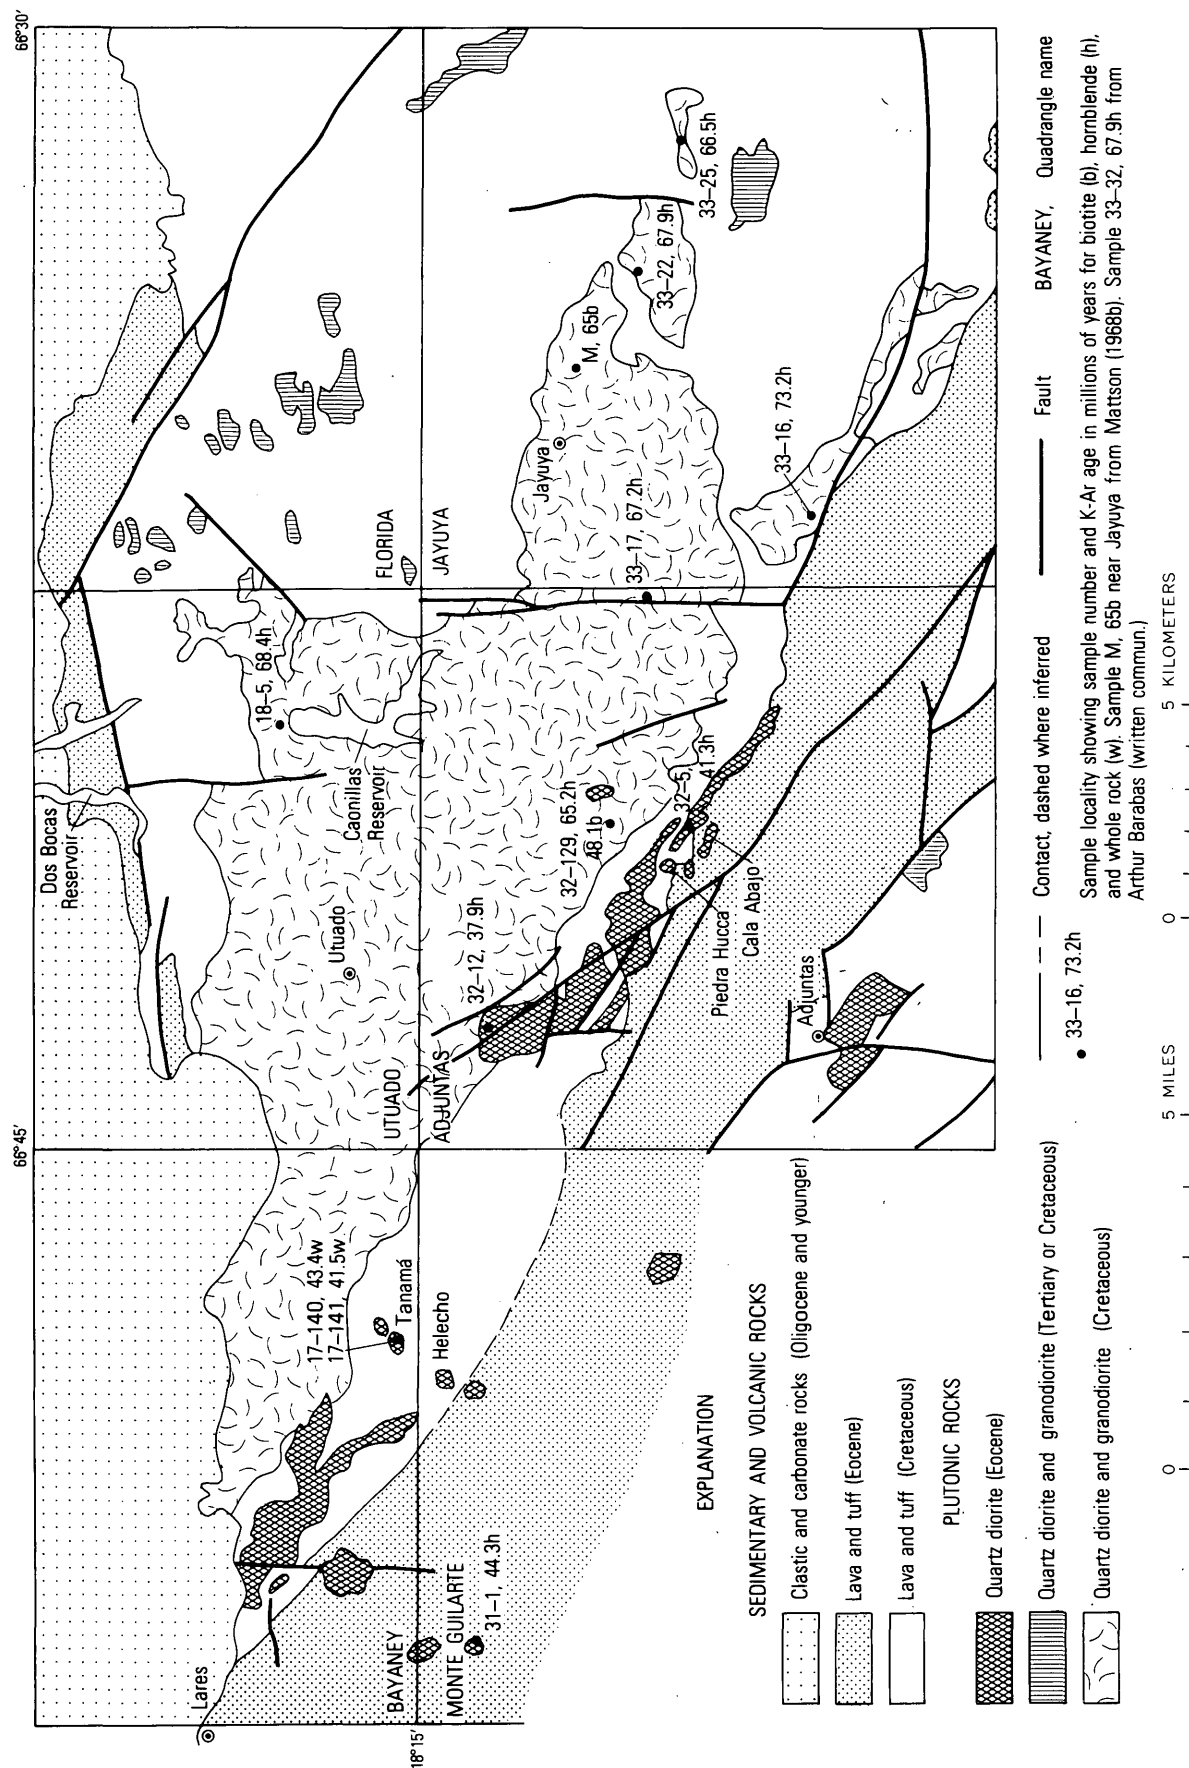 66°45′
66°30′
Dos Bocas
Reservoir
Lares
Utuado
18–5, 68.4h
Caonillas
Reservoir
17–140, 43.4w
17–141, 41.5w
Tanamá
BAYANEY
UTUADO
FLORIDA
18°15′
MONTE GUILARTE
ADJUNTAS
JAYUYA
Helecho
31–1, 44.3h
32–12, 37.9h
32–129, 65.2h
48.1b
32–5,
41.3h
Jayuya
M, 65b
33–17, 67.2h
33–22, 67.9h
33–25, 66.5h
33–16, 73.2h
Piedra Hucca
Cala Abajo
Adjuntas
EXPLANATION
SEDIMENTARY AND VOLCANIC ROCKS
Clastic and carbonate rocks (Oligocene and younger)
Lava and tuff (Eocene)
Lava and tuff (Cretaceous)
PLUTONIC ROCKS
Quartz diorite (Eocene)
Quartz diorite and granodiorite (Tertiary or Cretaceous)
Quartz diorite and granodiorite (Cretaceous)
Contact, dashed where inferred
Fault
BAYANEY, Quadrangle name
33–16, 73.2h
Sample locality showing sample number and K-Ar age in millions of years for biotite (b), hornblende (h),
and whole rock (w). Sample M, 65b near Jayuya from Mattson (1968b). Sample 33–32, 67.9h from
Arthur Barabas (written commun.)
0 5 MILES
0 5 KILOMETERS